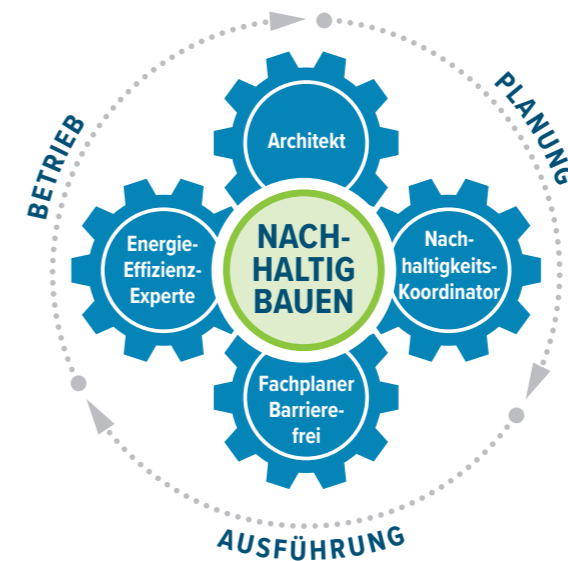 BETRIEB
PLANUNG
Architekt
Energie-
Effizienz-
Experte
NACH-
HALTIG
BAUEN
Nach-
haltigkeits-
Koordinator
Fachplaner
Barriere-
frei
AUSFÜHRUNG